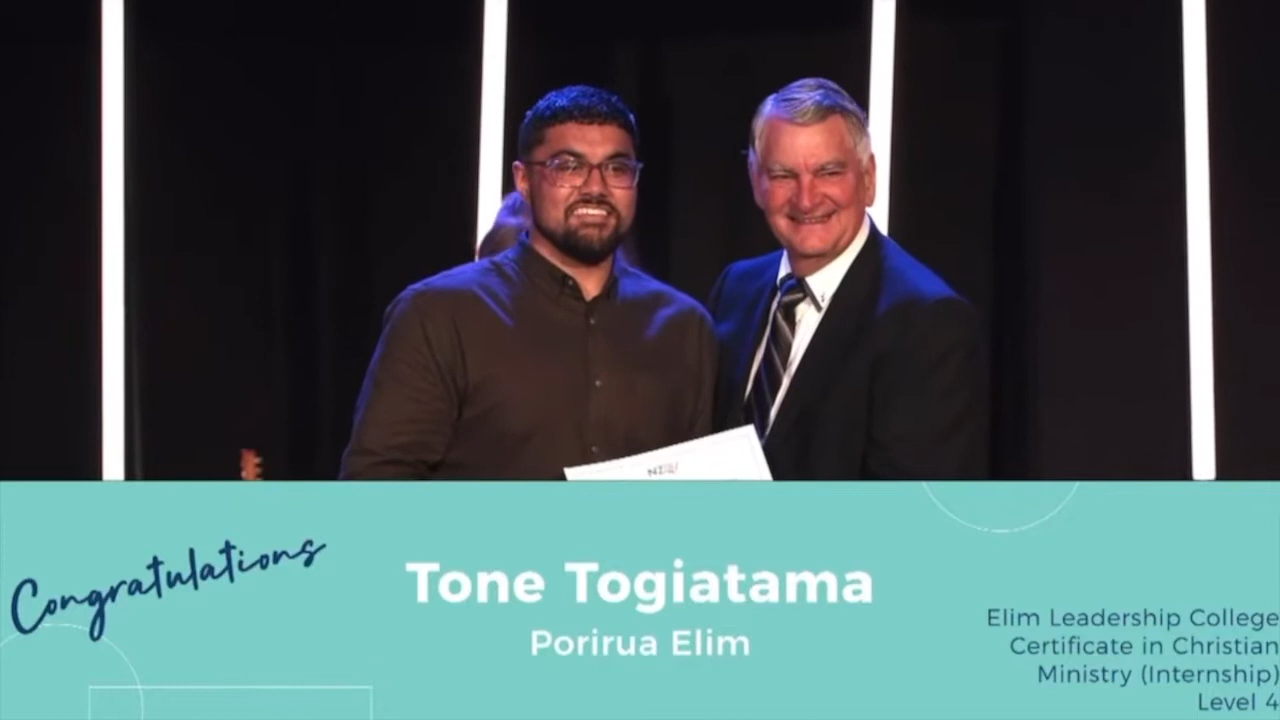 Congratulations
Tone Togiatama
Porirua Elim
Elim Leadership College
Certificate in Christian
Ministry (Internship)
Level 4